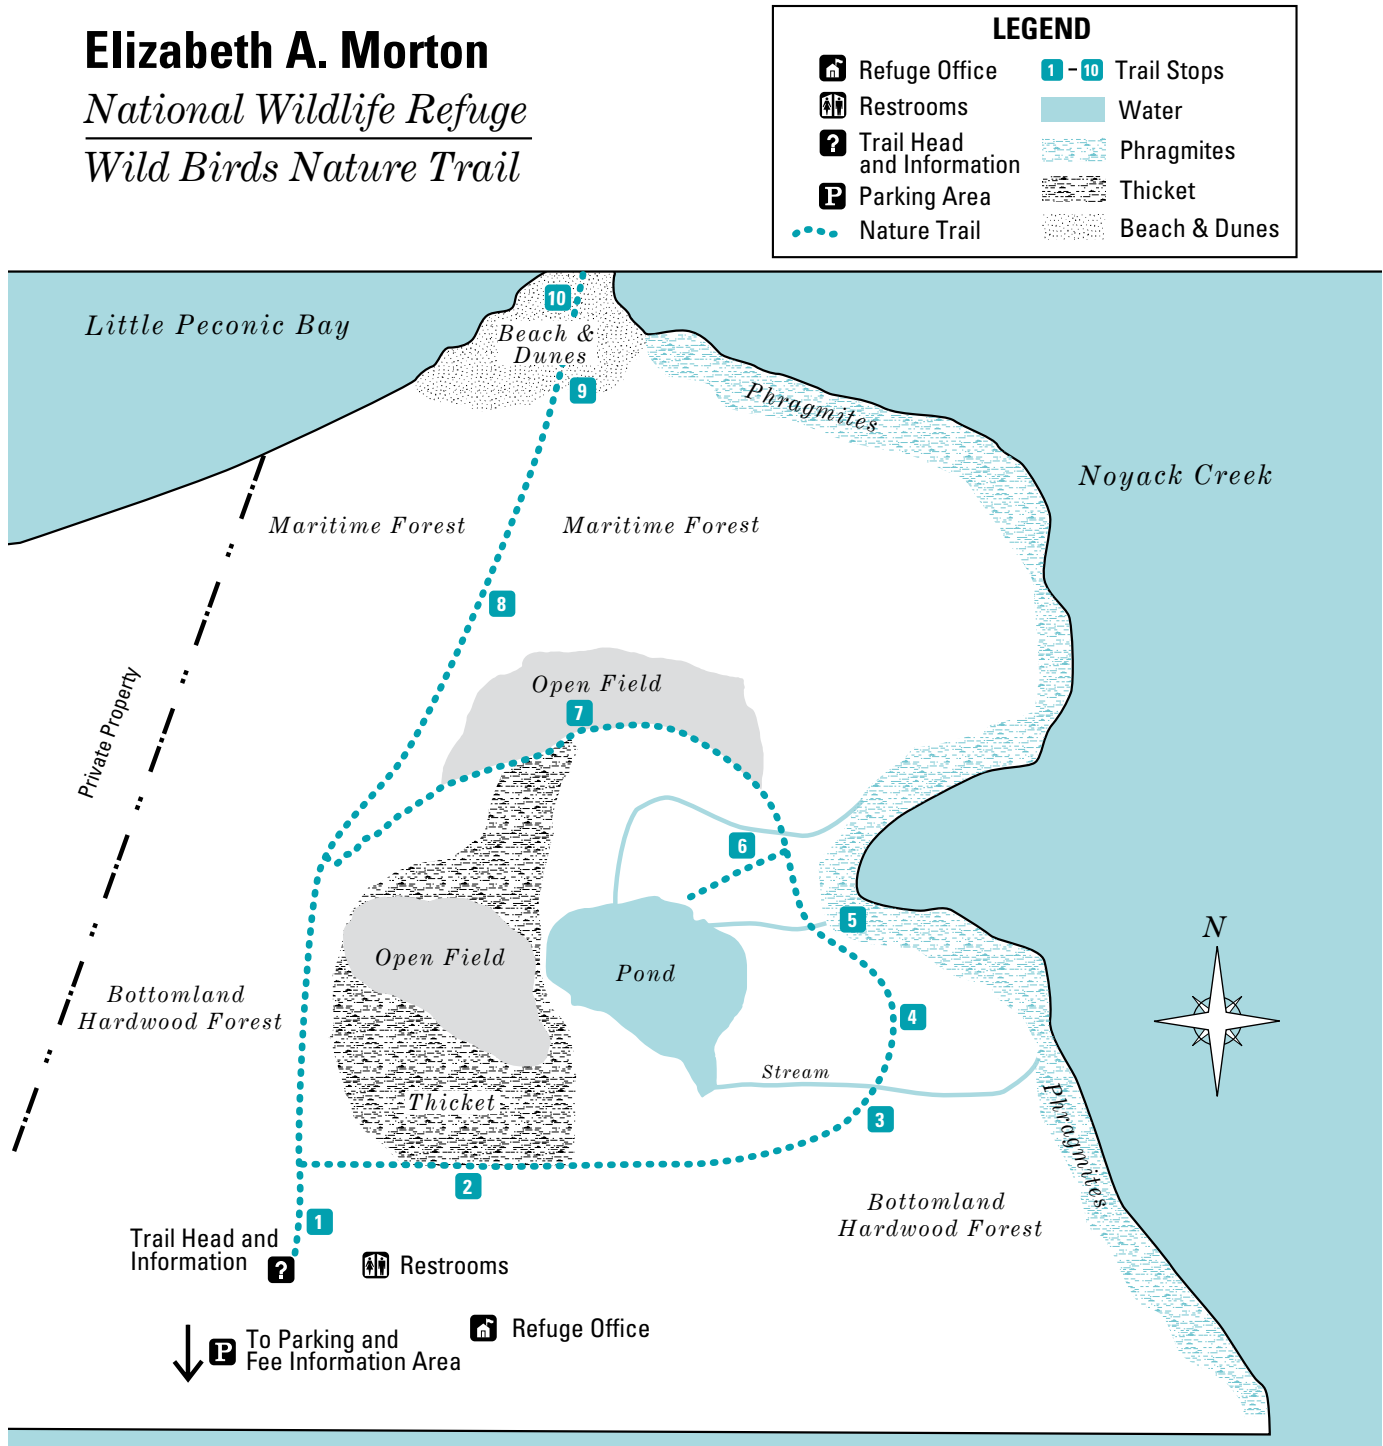 Elizabeth A. Morton
National Wildlife Refuge
Wild Birds Nature Trail
LEGEND
Refuge Office
Restrooms
? Trail Head
and Information
P Parking Area
Nature Trail
1 - 10 Trail Stops
Water
Phragmites
Thicket
Beach & Dunes
Little Peconic Bay
10
Beach &
Dunes
9
Phragmites
Noyack Creek
Maritime Forest
Maritime Forest
8
Private Property
Open Field
7
6
5
Open Field
Pond
N
Bottomland
Hardwood Forest
4
Stream
Thicket
3
Phragmites
2
Bottomland
Hardwood Forest
1
Trail Head and
Information
?
Restrooms
Refuge Office
P
To Parking and
Fee Information Area